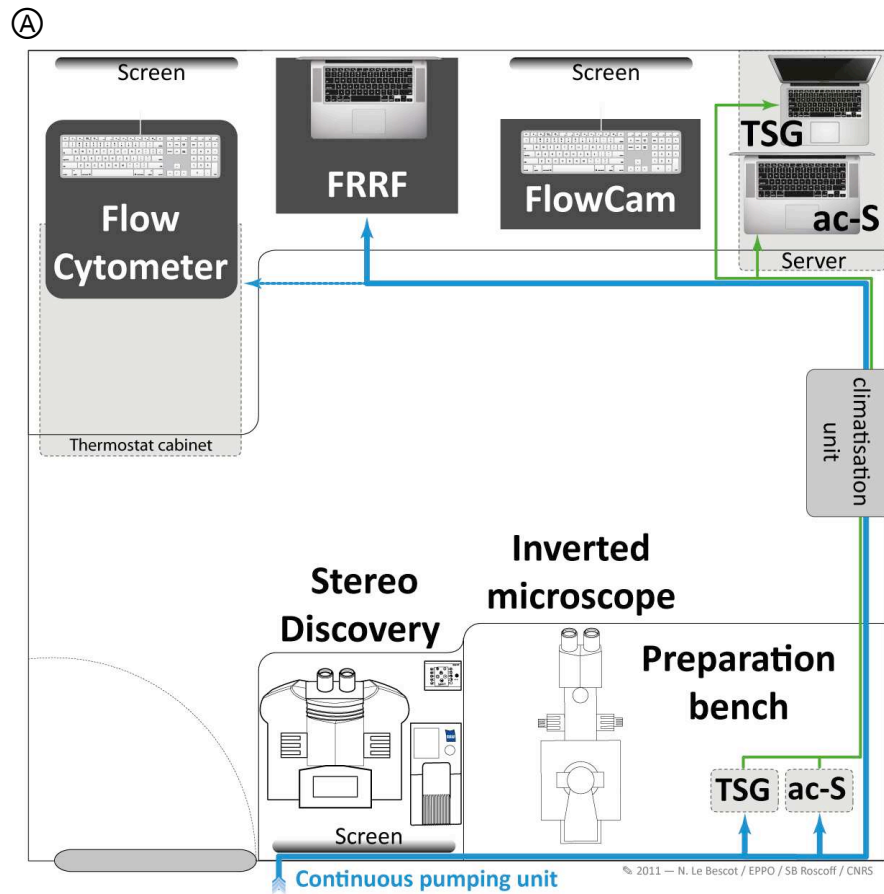 A
Screen
Screen
TSG
FRRF
FlowCam
Flow
Cytometer
ac-S
Server
climatisation
unit
Thermostat cabinet
Inverted
microscope
Stereo
Discovery
Preparation
bench
TSG
ac-S
Screen
✎ 2011 — N. Le Bescot / EPPO / SB Roscoff / CNRS
Continuous pumping unit